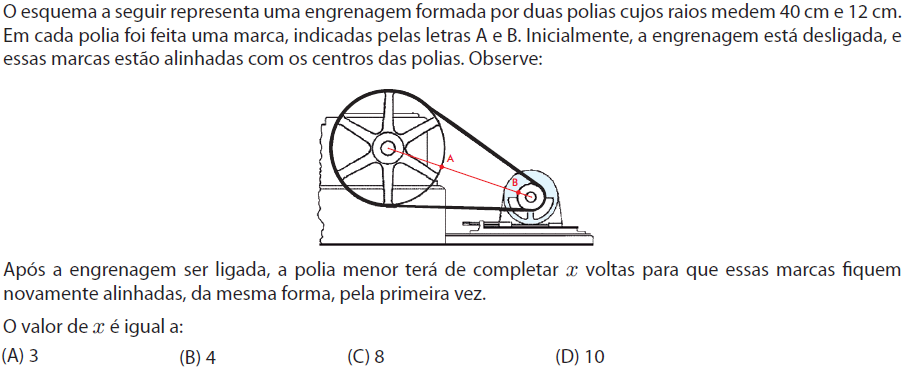 O esquema a seguir representa uma engrenagem formada por duas polias cujos raios medem 40 cm e 12 cm.
Em cada polia foi feita uma marca, indicadas pelas letras A e B. Inicialmente, a engrenagem está desligada, e
essas marcas estão alinhadas com os centros das polias. Observe:
A
B
Após a engrenagem ser ligada, a polia menor terá de completar x voltas para que essas marcas fiquem
novamente alinhadas, da mesma forma, pela primeira vez.
O valor de x é igual a:
(A) 3 (B) 4 (C) 8 (D) 10